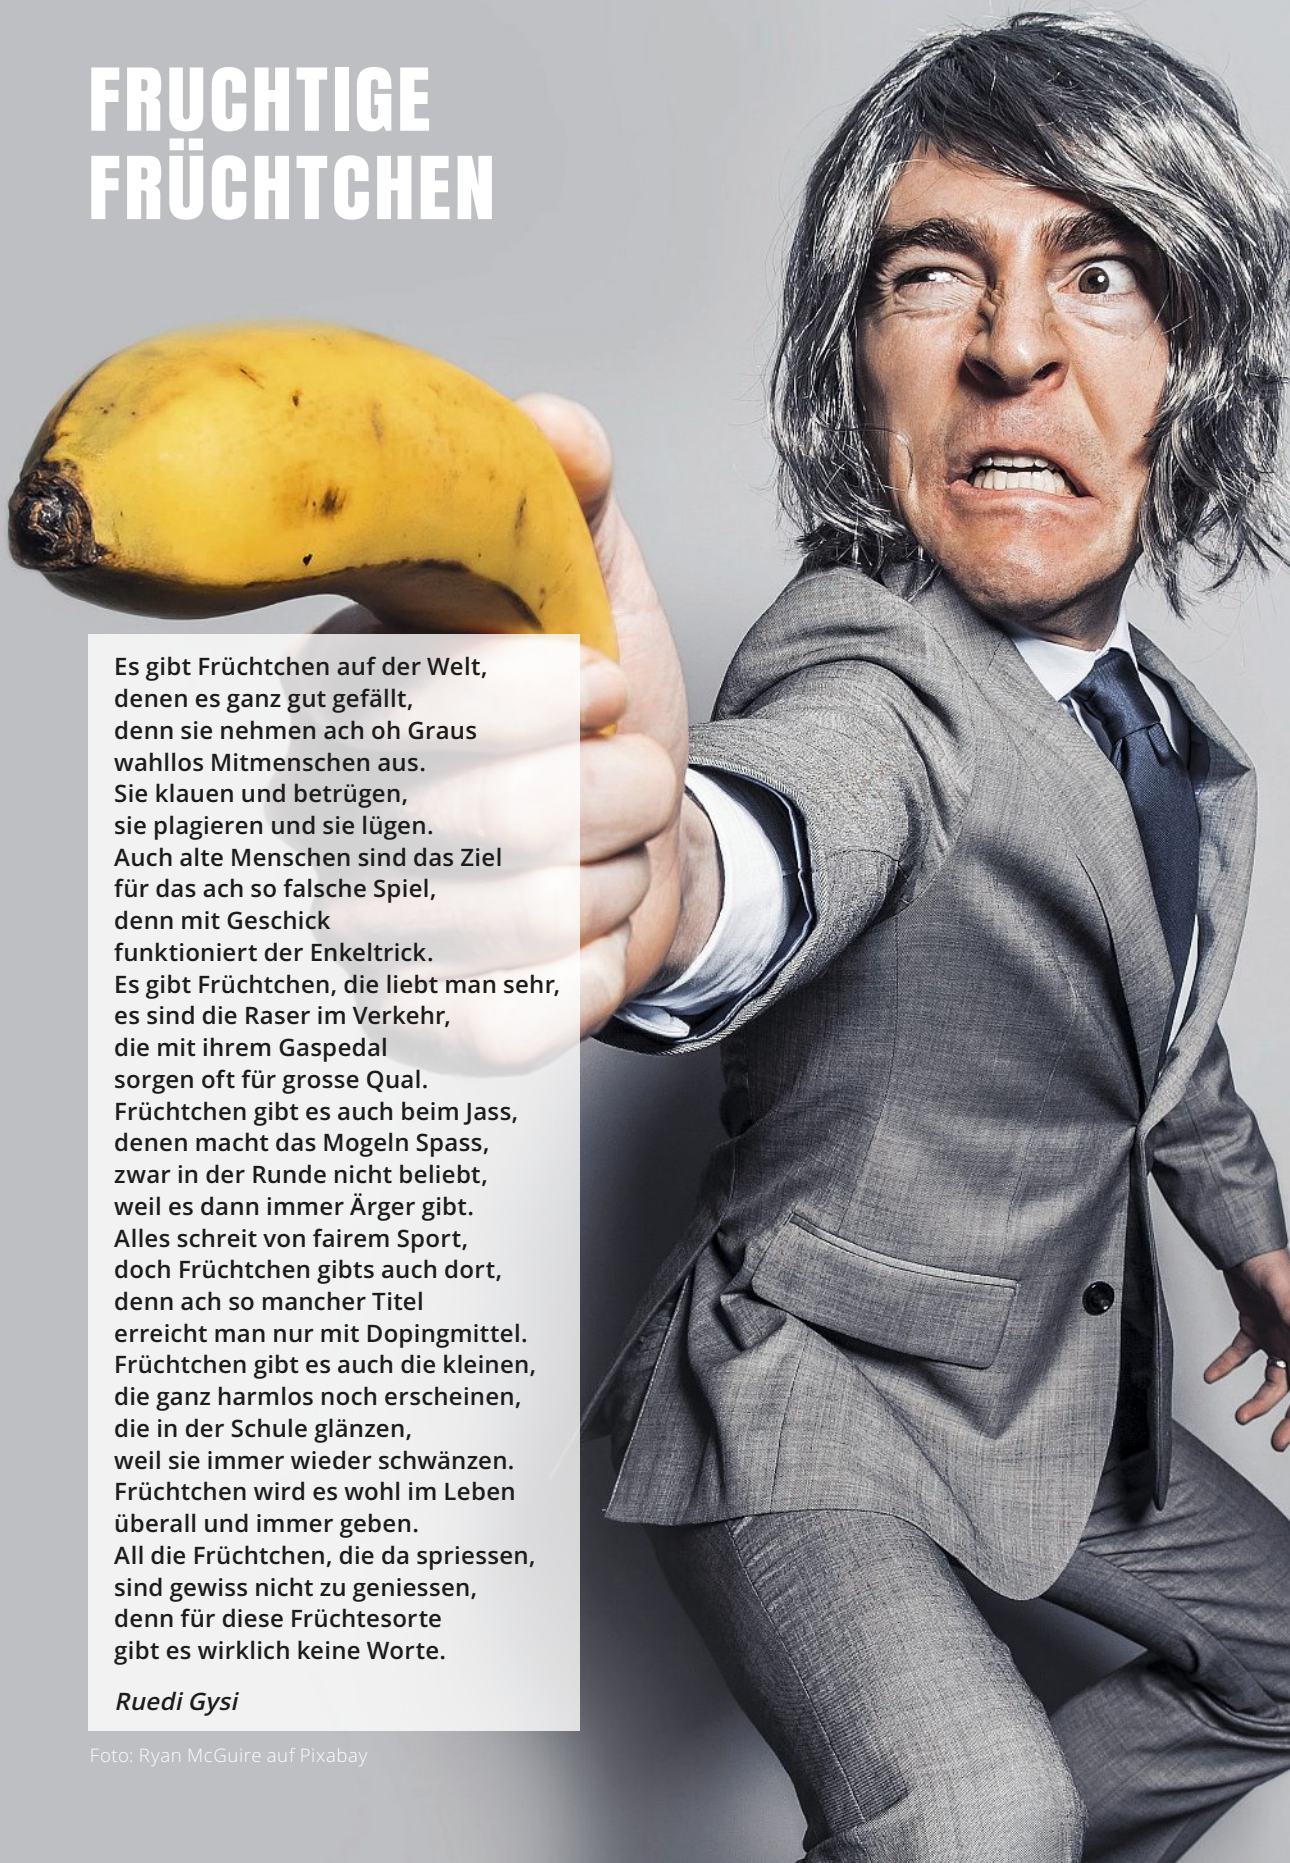 FRUCHTIGE
FRÜCHTCHEN
Es gibt Früchtchen auf der Welt,
denen es ganz gut gefällt,
denn sie nehmen ach oh Graus
wahllos Mitmenschen aus.
Sie klauen und betrügen,
sie plagieren und sie lügen.
Auch alte Menschen sind das Ziel
für das ach so falsche Spiel,
denn mit Geschick
funktioniert der Enkeltrick.
Es gibt Früchtchen, die liebt man sehr,
es sind die Raser im Verkehr,
die mit ihrem Gaspedal
sorgen oft für grosse Qual.
Früchtchen gibt es auch beim Jass,
denen macht das Mogeln Spass,
zwar in der Runde nicht beliebt,
weil es dann immer Ärger gibt.
Alles schreit von fairem Sport,
doch Früchtchen gibts auch dort,
denn ach so mancher Titel
erreicht man nur mit Dopingmittel.
Früchtchen gibt es auch die kleinen,
die ganz harmlos noch erscheinen,
die in der Schule glänzen,
weil sie immer wieder schwänzen.
Früchtchen wird es wohl im Leben
überall und immer geben.
All die Früchtchen, die da spriessen,
sind gewiss nicht zu geniessen,
denn für diese Früchtesorte
gibt es wirklich keine Worte.
Ruedi Gysi
Foto: Ryan McGuire auf Pixabay